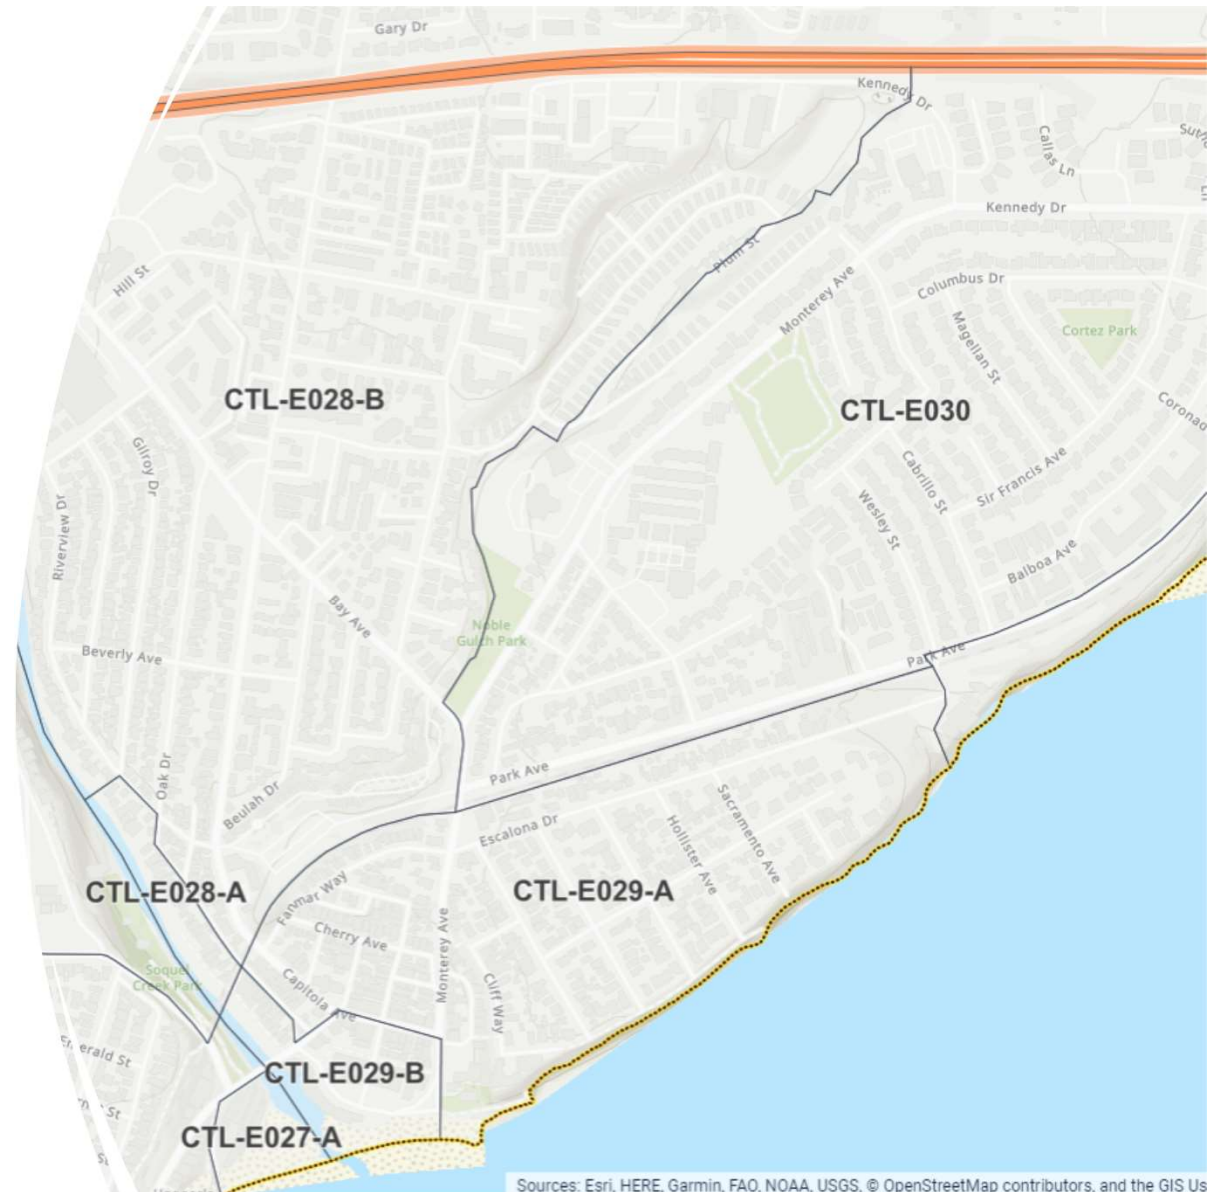 Gary Dr
Kennedy Dr
Callas Ln
Kennedy Dr
Hill St
Plum St
Monterey Ave
Columbus Dr
Magellan St
Cortez Park
CTL-E028-B
CTL-E030
Coronado
Gilroy Dr
Cabrillo St
Sir Francis Ave
Riverview Dr
Wesley St
Balboa Ave
Bay Ave
Noble
Gulch Park
Beverly Ave
Park Ave
Oak Dr
Park Ave
Beulah Dr
Escalona Dr
Hollister Ave
Sacramento Ave
CTL-E028-A
Fanmar Way
CTL-E029-A
Cherry Ave
Monterey Ave
Soquel
Creek Park
Capitola Ave
Cliff Way
Emerald St
CTL-E029-B
CTL-E027-A
Sources: Esri, HERE, Garmin, FAO, NOAA, USGS, © OpenStreetMap contributors, and the GIS Us